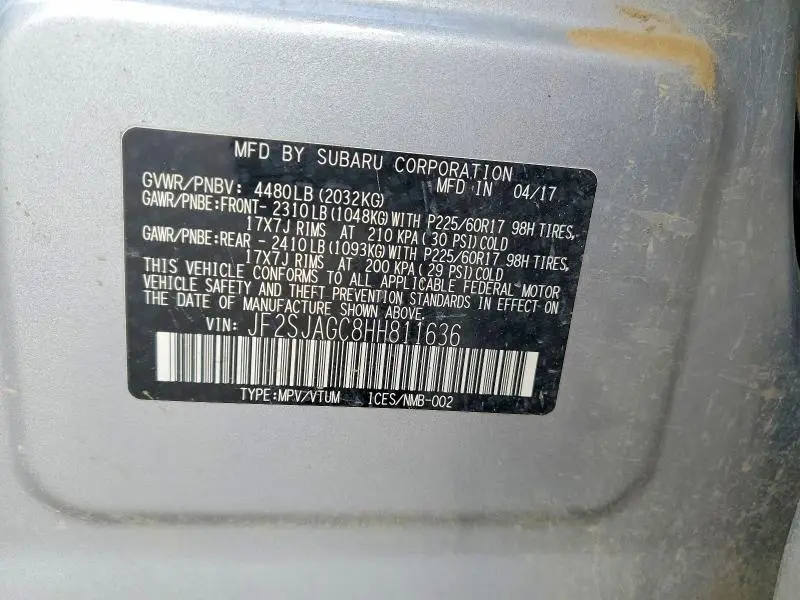 MFD BY SUBARU CORPORATION
MFD IN 04/17
GVWR/PNBV: 4480LB (2032KG)
GAWR/PNBE:FRONT- 2310LB (1048KG) WITH P225/60R17 98H TIRES,
17X7J RIMS AT 210 KPA (30 PSI) COLD
GAWR/PNBE:REAR - 2410LB (1093KG) WITH P225/60R17 98H TIRES,
17X7J RIMS AT 200 KPA (29 PSI) COLD
THIS VEHICLE CONFORMS TO ALL APPLICABLE FEDERAL MOTOR
VEHICLE SAFETY AND THEFT PREVENTION STANDARDS IN EFFECT ON
THE DATE OF MANUFACTURE SHOWN ABOVE.
VIN: JF2SJAGC8HH811636
TYPE:MPV/VTUM ICES/NMB-002